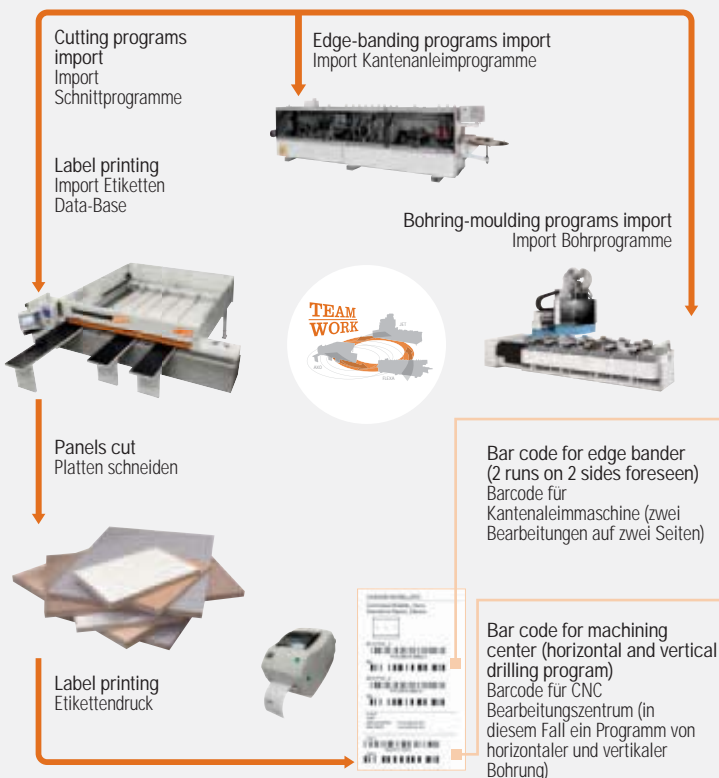 Cutting programs
import
Import
Schnittprogramme
Edge-banding programs import
Import Kantenanleimprogramme
Label printing
Import Etiketten
Data-Base
Bohring-moulding programs import
Import Bohrprogramme
TEAM
WORK
Panels cut
Platten schneiden
Bar code for edge bander
(2 runs on 2 sides foreseen)
Barcode für
Kantenaleimmaschine (zwei
Bearbeitungen auf zwei Seiten)
Label printing
Etikettendruck
Bar code for machining
center (horizontal and vertical
drilling program)
Barcode für CNC
Bearbeitungszentrum (in
diesem Fall ein Programm von
horizontaler und vertikaler
Bohrung)